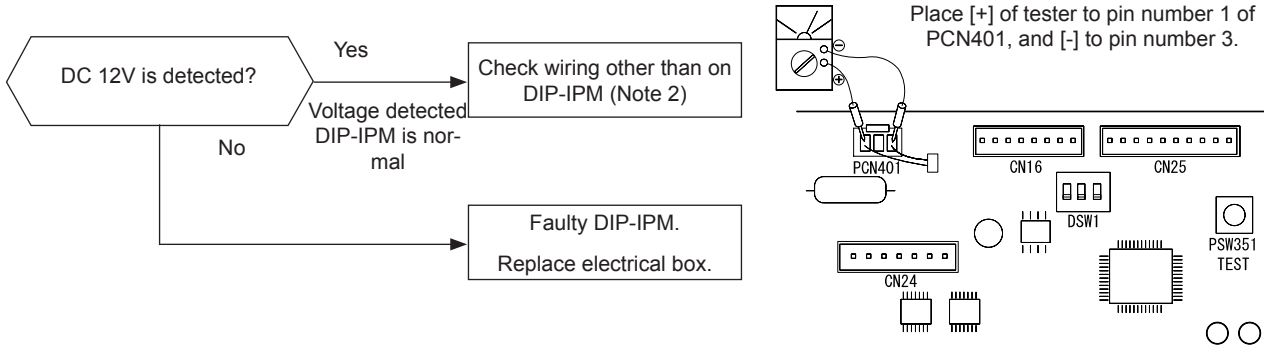 DC 12V is detected?
Yes
Check wiring other than on
DIP-IPM (Note 2)
Voltage detected
DIP-IPM is nor-
mal
No
Faulty DIP-IPM.
Replace electrical box.
Place [+] of tester to pin number 1 of
PCN401, and [-] to pin number 3.
PCN401
CN16
CN25
DSW1
PSW351
TEST
CN24